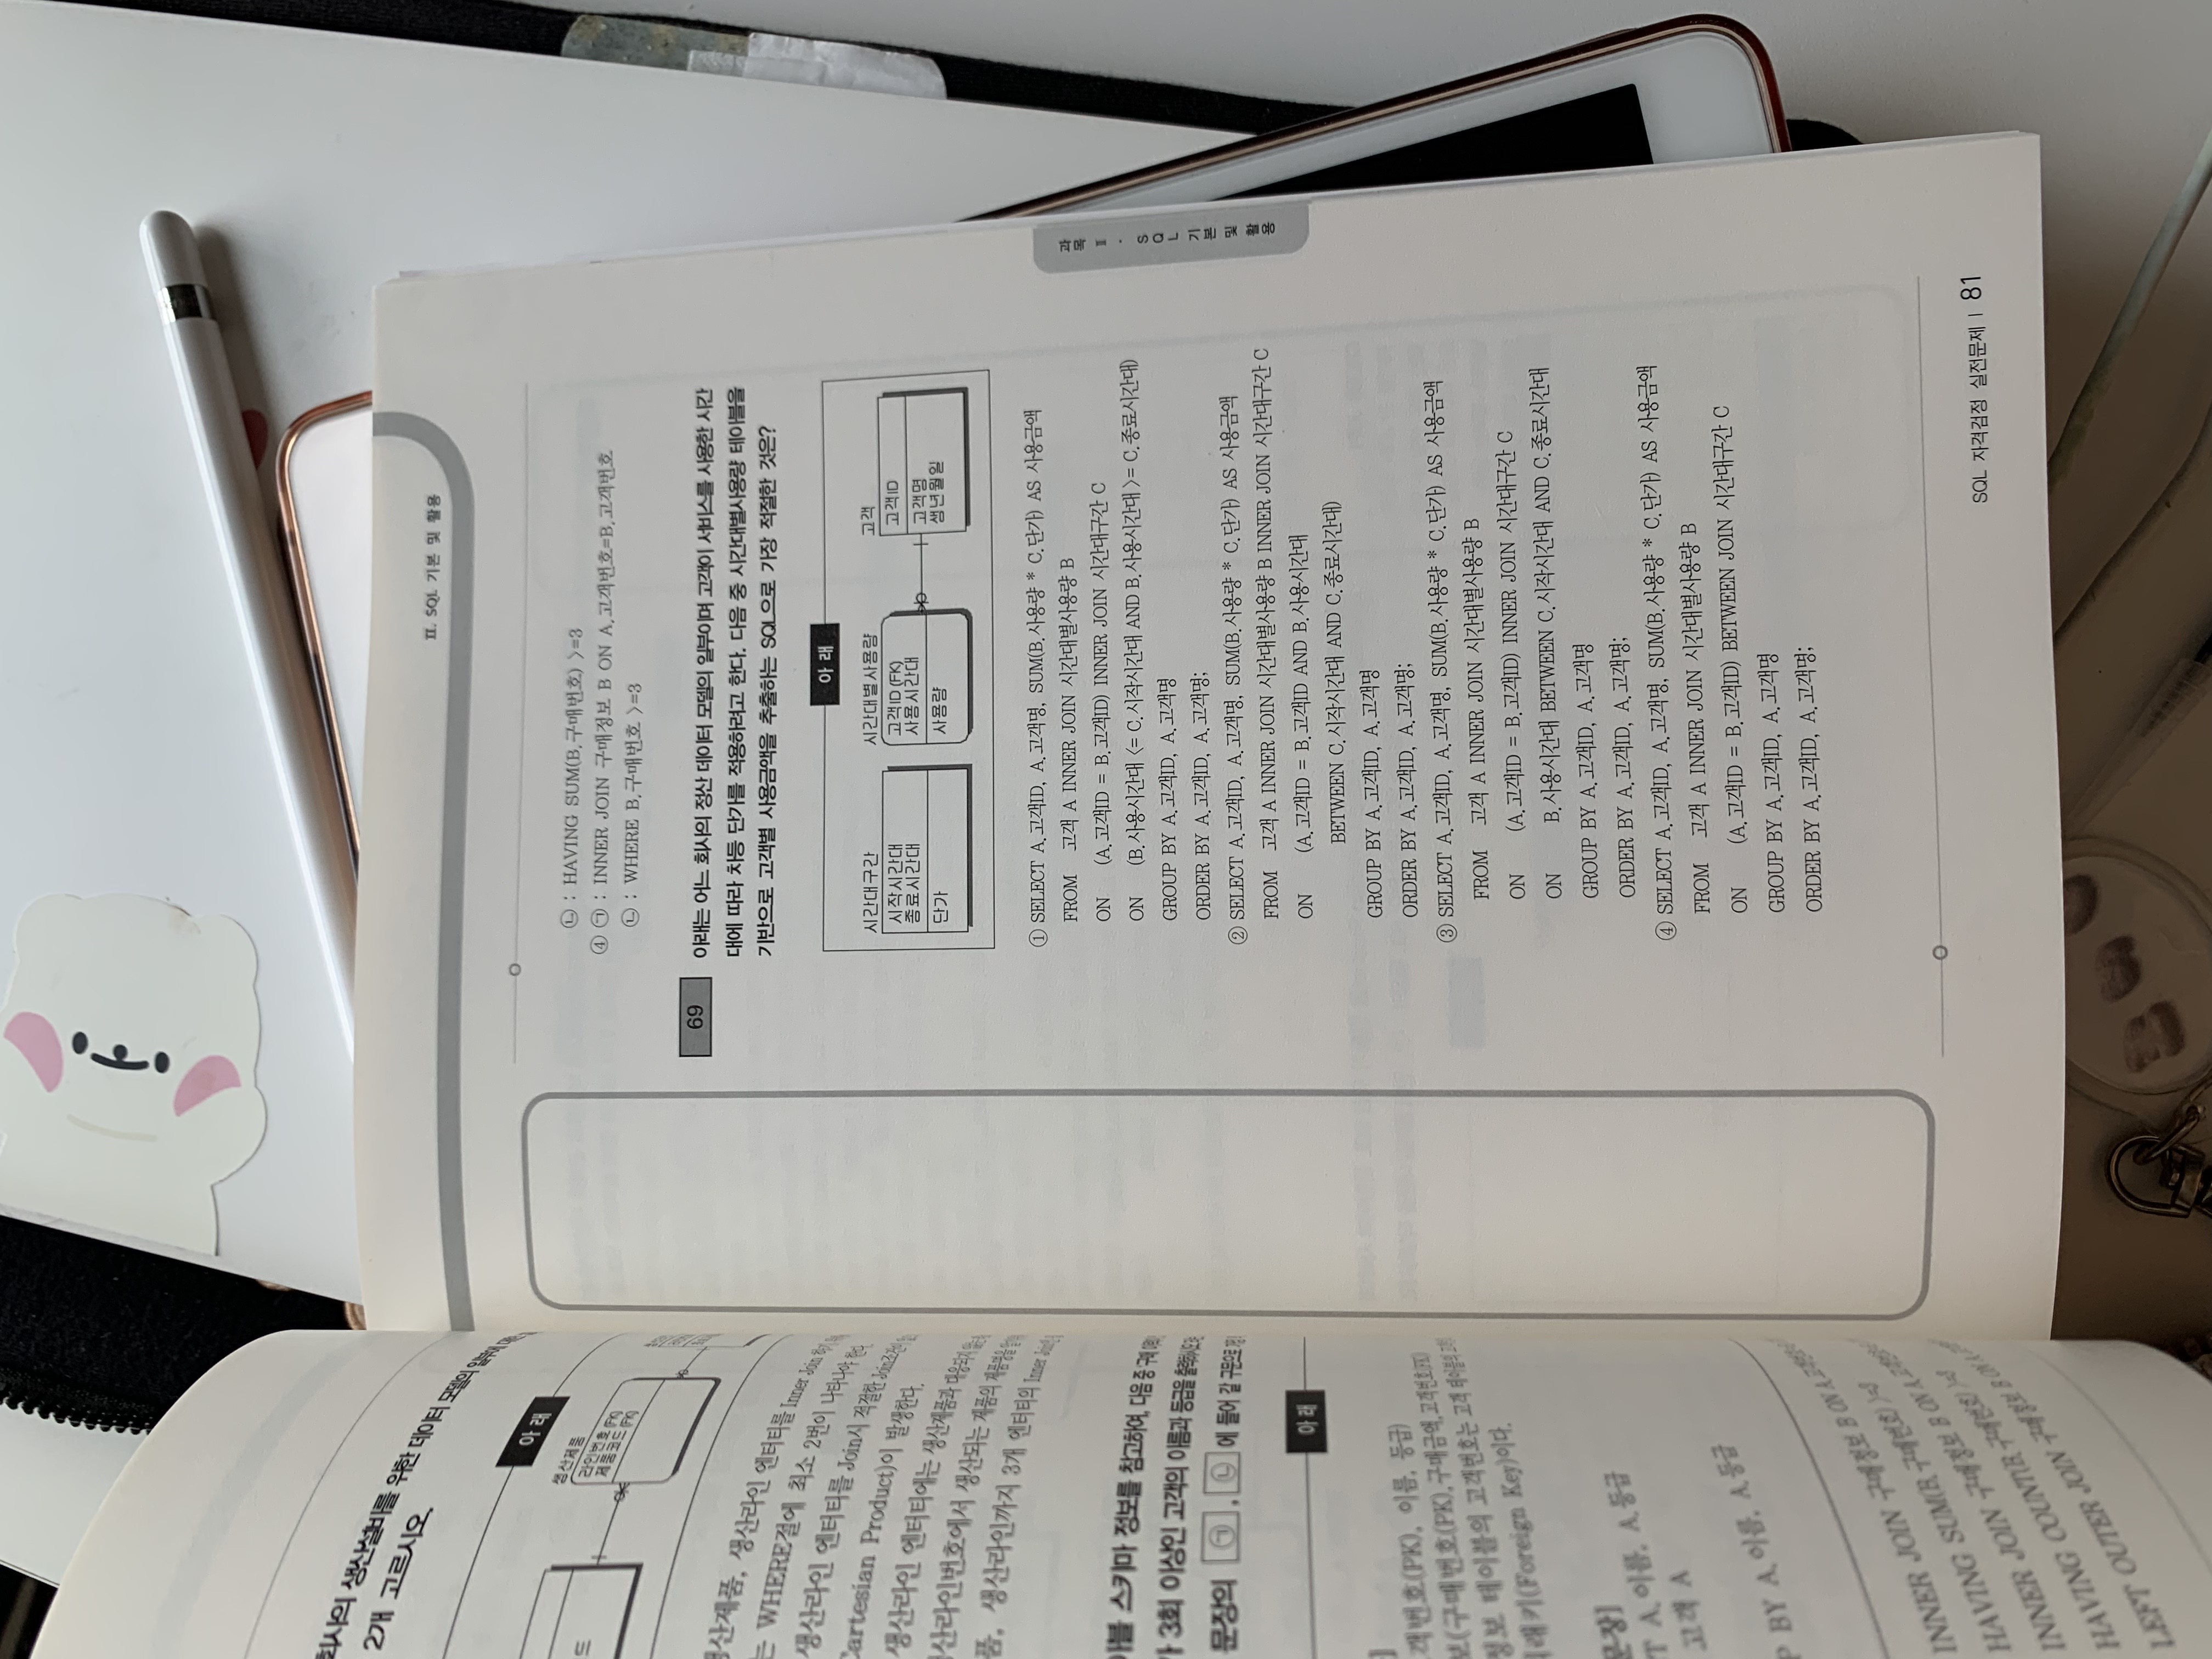 회사의 생산설비를 위한 데이터 모델의 일부에
2개 고르시오.
아 래
생산제품
라인번호 (FK)
제품코드 (FK)
생산제품, 생산라인 엔터티를 Inner Join 하기
는 WHERE절에 최소 2번이 나타나야 한다.
생산라인 엔터티를 Join시 적절한 Join조건이
Cartesian Product)이 발생한다.
생산라인 엔터티에는 생산제품과 대응되지 않는
생산라인번호에서 생산되는 제품의 제품명을
품, 생산라인까지 3개 엔터티의 Inner Join
이블 스키마 정보를 참고하여, 다음 중 구매
가 3회 이상인 고객의 이름과 등급을 출력하시오
문장의 ㉠, ㉡에 들어 갈 구문으로
아 래
객번호(PK), 이름, 등급)
보(구매번호(PK),구매금액,고객번호(FK)
정보 테이블의 고객번호는 고객 테이블의
외래키(Foreign Key)이다.
문장]
T A.이름, A.등급
고객 A
P BY A.이름, A.등급
INNER JOIN 구매정보 B ON A.고객번호
HAVING SUM(B.구매번호) >=3
INNER JOIN 구매정보 B ON A.고객번호
HAVING COUNT(B.구매번호) >=3
LEFT OUTER JOIN 구매정보 B ON A.
Ⅱ. SQL 기본 및 활용
㉡ : HAVING SUM(B.구매번호) >=3
④ ㉠ : INNER JOIN 구매정보 B ON A.고객번호=B.고객번호
㉡ : WHERE B.구매번호 >=3
69 아래는 어느 회사의 정산 데이터 모델의 일부이며 고객이 서비스를 사용한 시간
대에 따라 차등 단가를 적용하려고 한다. 다음 중 시간대별사용량 테이블을
기반으로 고객별 사용금액을 추출하는 SQL으로 가장 적절한 것은?
아 래
시간대구간
시작시간대
종료시간대
단가
시간대별사용량
고객ID (FK)
사용시간대
사용량
고객
고객ID
고객명
생년월일
① SELECT A.고객ID, A.고객명, SUM(B.사용량 * C.단가) AS 사용금액
FROM 고객 A INNER JOIN 시간대별사용량 B
ON (A.고객ID = B.고객ID) INNER JOIN 시간대구간 C
ON (B.사용시간대 <= C.시작시간대 AND B.사용시간대 >= C.종료시간대)
GROUP BY A.고객ID, A.고객명
ORDER BY A.고객ID, A.고객명;
② SELECT A.고객ID, A.고객명, SUM(B.사용량 * C.단가) AS 사용금액
FROM 고객 A INNER JOIN 시간대별사용량 B INNER JOIN 시간대구간 C
ON (A.고객ID = B.고객ID AND B.사용시간대
BETWEEN C.시작시간대 AND C.종료시간대)
GROUP BY A.고객ID, A.고객명
ORDER BY A.고객ID, A.고객명;
③ SELECT A.고객ID, A.고객명, SUM(B.사용량 * C.단가) AS 사용금액
FROM 고객 A INNER JOIN 시간대별사용량 B
ON (A.고객ID = B.고객ID) INNER JOIN 시간대구간 C
ON B.사용시간대 BETWEEN C.시작시간대 AND C.종료시간대
GROUP BY A.고객ID, A.고객명
ORDER BY A.고객ID, A.고객명;
④ SELECT A.고객ID, A.고객명, SUM(B.사용량 * C.단가) AS 사용금액
FROM 고객 A INNER JOIN 시간대별사용량 B
ON (A.고객ID = B.고객ID) BETWEEN JOIN 시간대구간 C
GROUP BY A.고객ID, A.고객명
ORDER BY A.고객ID, A.고객명;
과목 Ⅱ · SQL 기본 및 활용
SQL 자격검정 실전문제 | 81